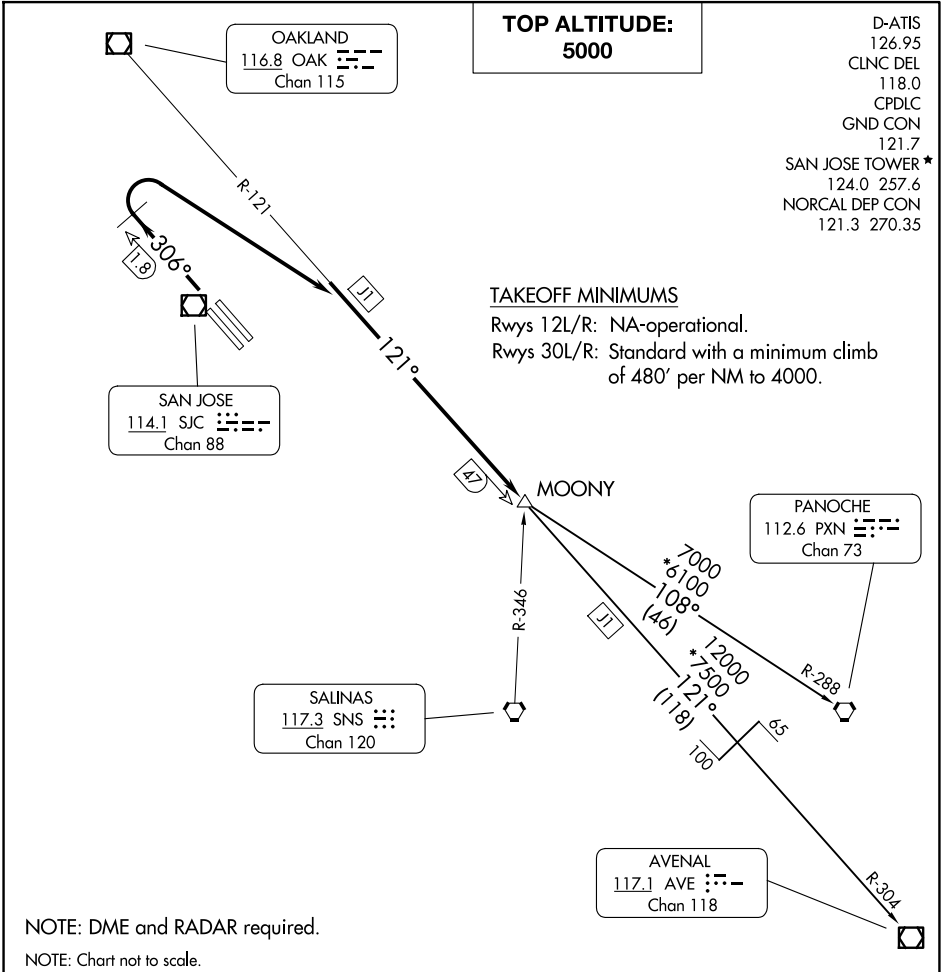 TOP ALTITUDE:
5000
D-ATIS
126.95
CLNC DEL
118.0
CPDLC
GND CON
121.7
SAN JOSE TOWER★
124.0 257.6
NORCAL DEP CON
121.3 270.35
OAKLAND
116.8 OAK
Chan 115
R-121
J1
306°
1.8
121°
SAN JOSE
114.1 SJC
Chan 88
TAKEOFF MINIMUMS
Rwys 12L/R: NA-operational.
Rwys 30L/R: Standard with a minimum climb
of 480' per NM to 4000.
47
MOONY
PANOCHE
112.6 PXN
Chan 73
7000
*6100
108°
(46)
R-346
J1
12000
*7500
121°
(118)
R-288
SALINAS
117.3 SNS
Chan 120
65
100
AVENAL
117.1 AVE
Chan 118
R-304
NOTE: DME and RADAR required.
NOTE: Chart not to scale.